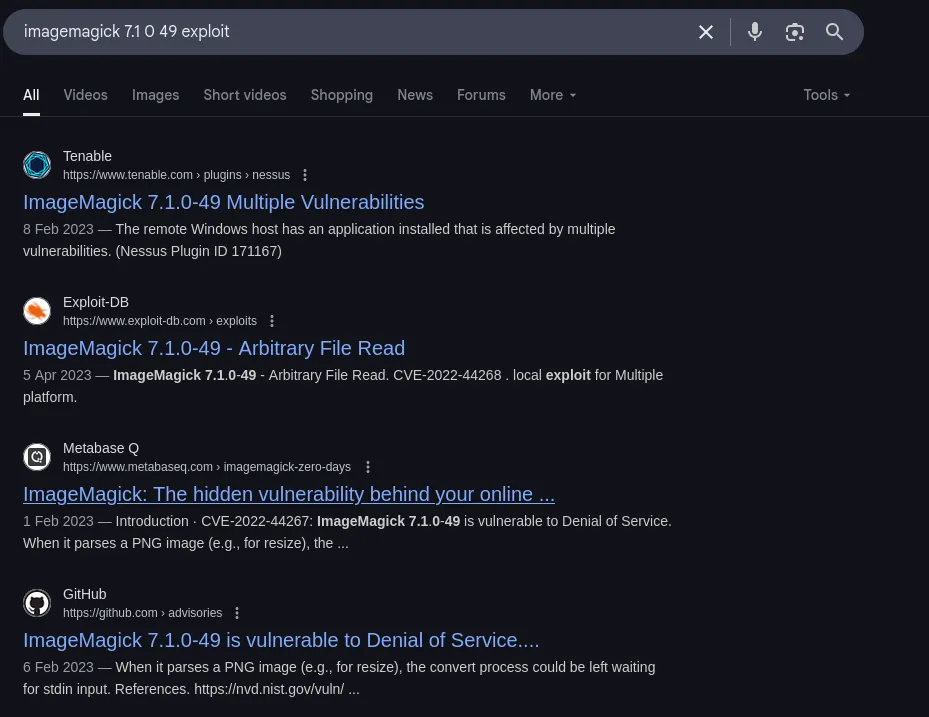 imagemagick 7.1 0 49 exploit
All Videos Images Short videos Shopping News Forums More Tools
Tenable
https://www.tenable.com › plugins › nessus
ImageMagick 7.1.0-49 Multiple Vulnerabilities
8 Feb 2023 — The remote Windows host has an application installed that is affected by multiple
vulnerabilities. (Nessus Plugin ID 171167)
Exploit-DB
https://www.exploit-db.com › exploits
ImageMagick 7.1.0-49 - Arbitrary File Read
5 Apr 2023 — ImageMagick 7.1.0-49 - Arbitrary File Read. CVE-2022-44268 . local exploit for Multiple
platform.
Metabase Q
https://www.metabaseq.com › imagemagick-zero-days
ImageMagick: The hidden vulnerability behind your online ...
1 Feb 2023 — Introduction · CVE-2022-44267: ImageMagick 7.1.0-49 is vulnerable to Denial of Service.
When it parses a PNG image (e.g., for resize), the ...
GitHub
https://github.com › advisories
ImageMagick 7.1.0-49 is vulnerable to Denial of Service....
6 Feb 2023 — When it parses a PNG image (e.g., for resize), the convert process could be left waiting
for stdin input. References. https://nvd.nist.gov/vuln/ ...